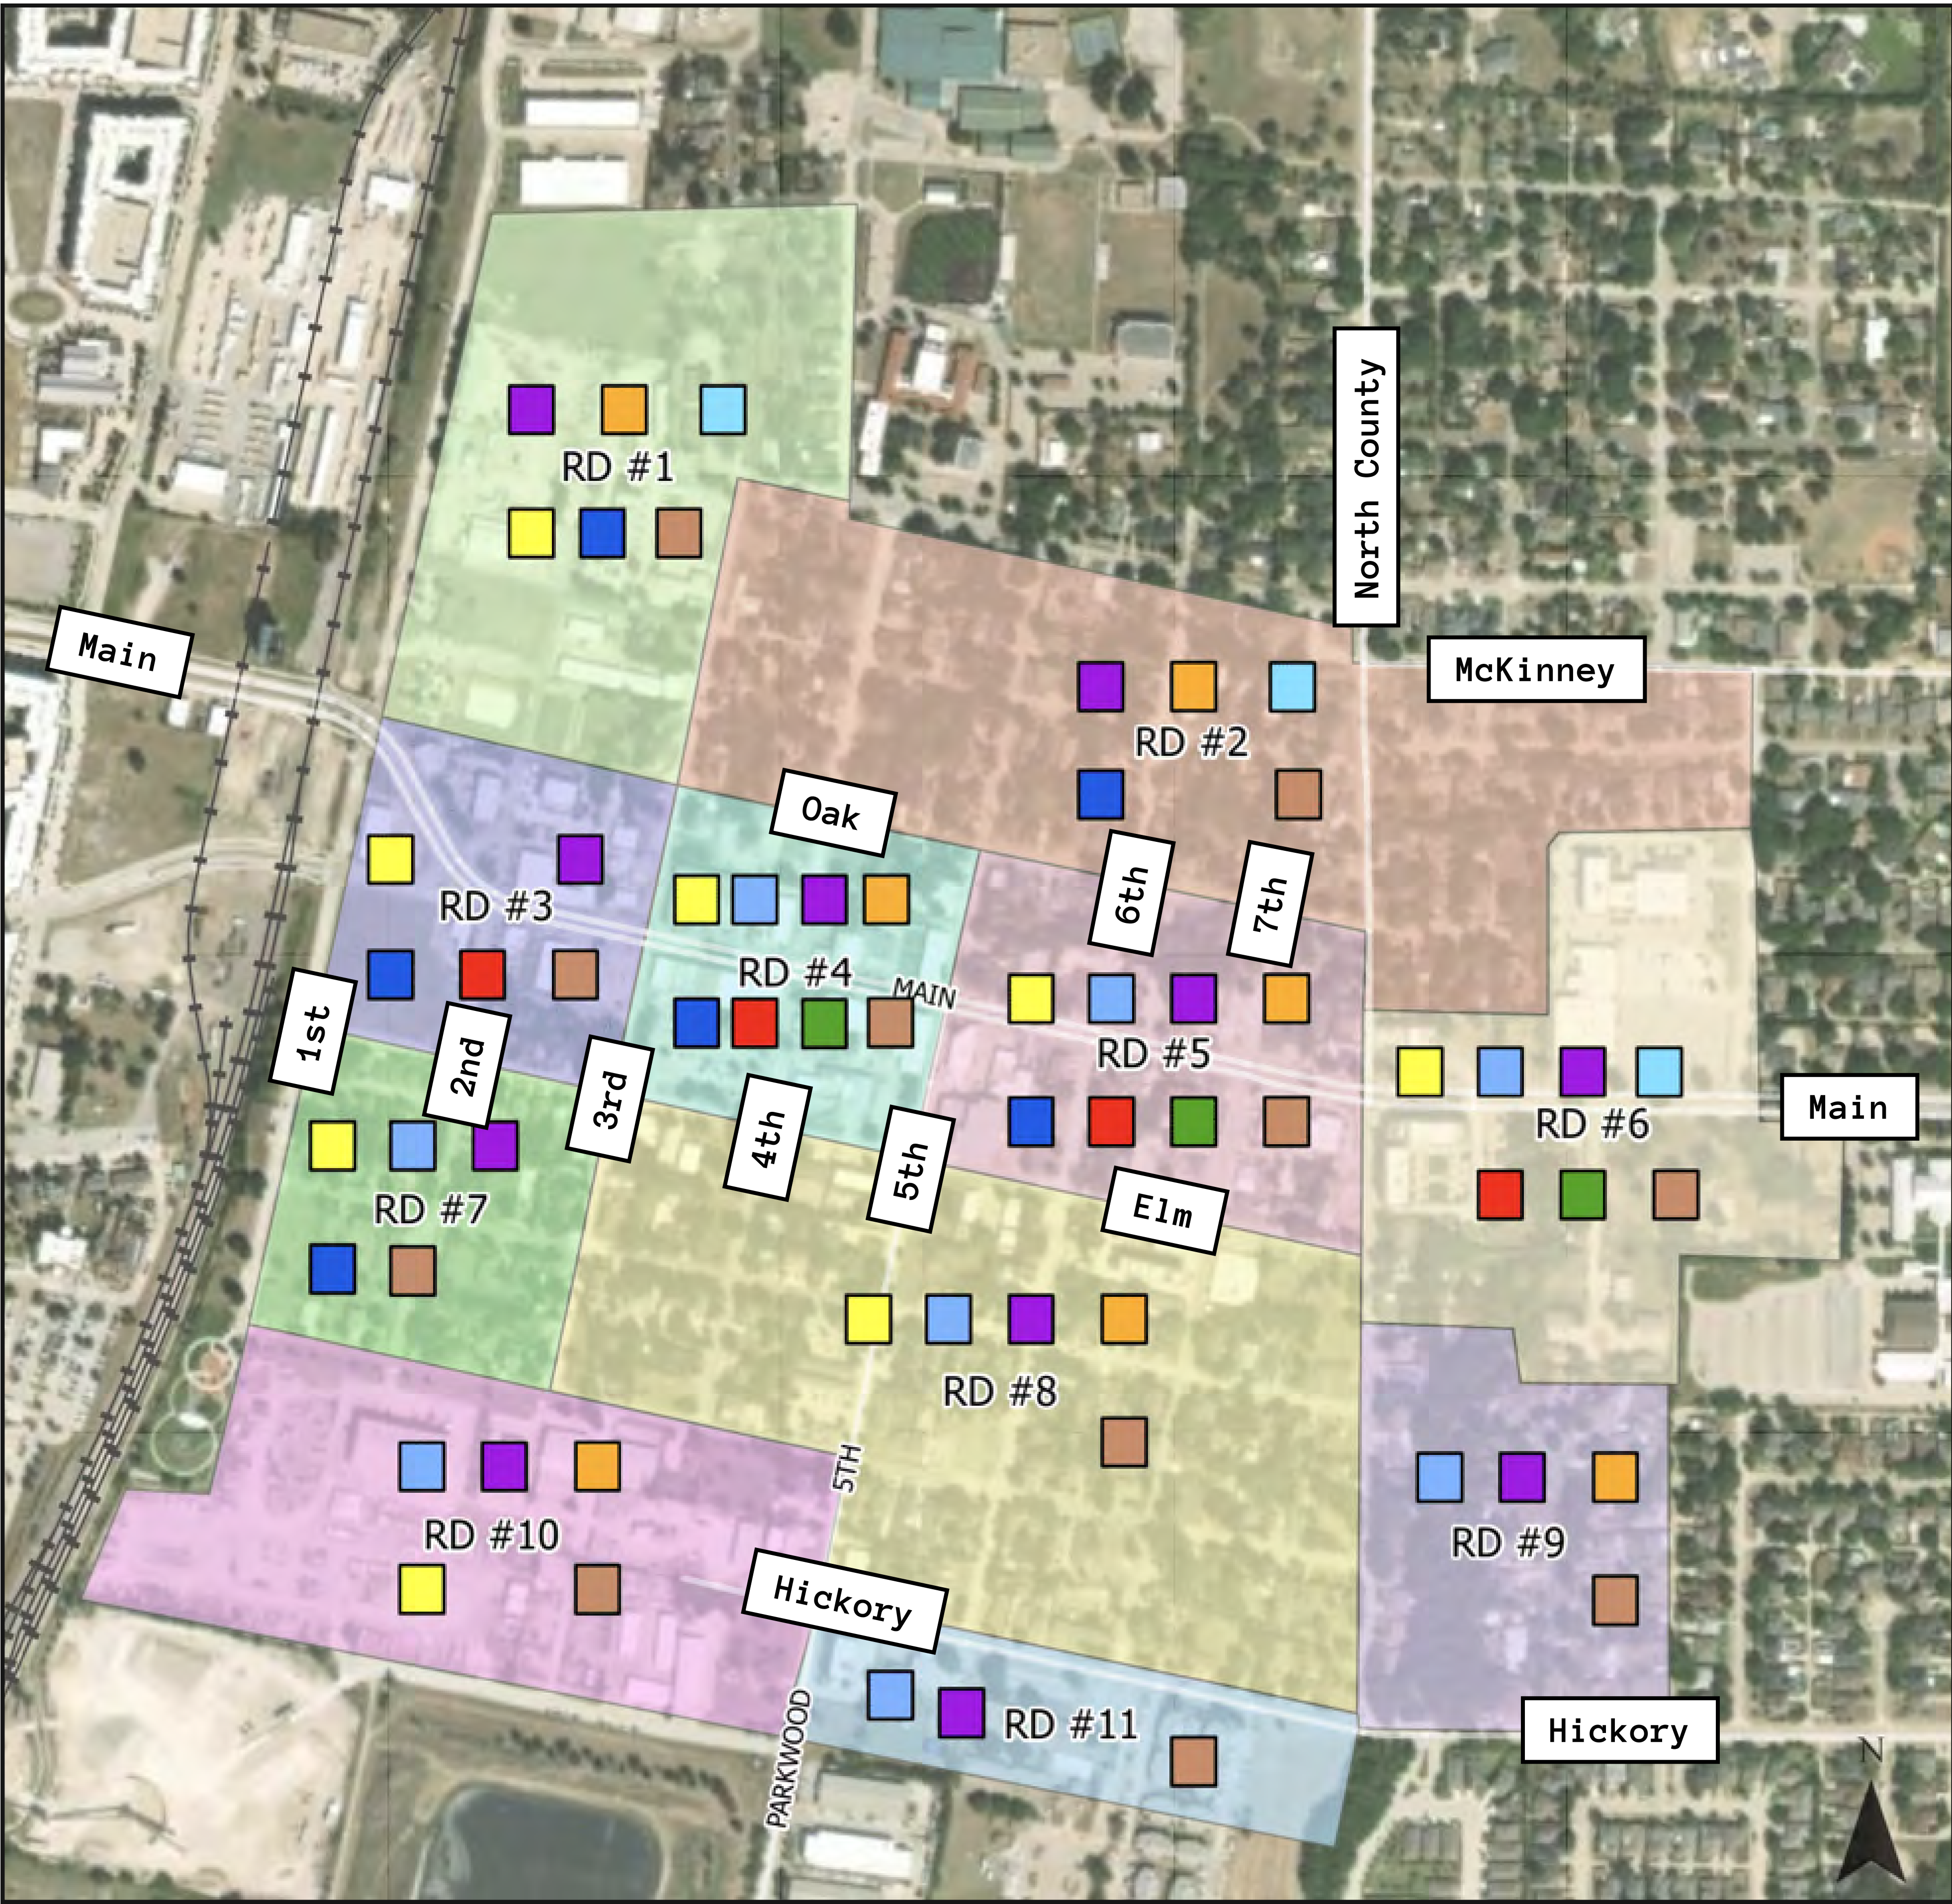 North County
RD #1
Main
McKinney
RD #2
Oak
6th
7th
RD #3
RD #4
MAIN
1st
2nd
3rd
4th
5th
RD #5
Elm
RD #6
Main
RD #7
RD #8
5TH
RD #9
RD #10
Hickory
RD #11
Hickory
PARKWOOD
N